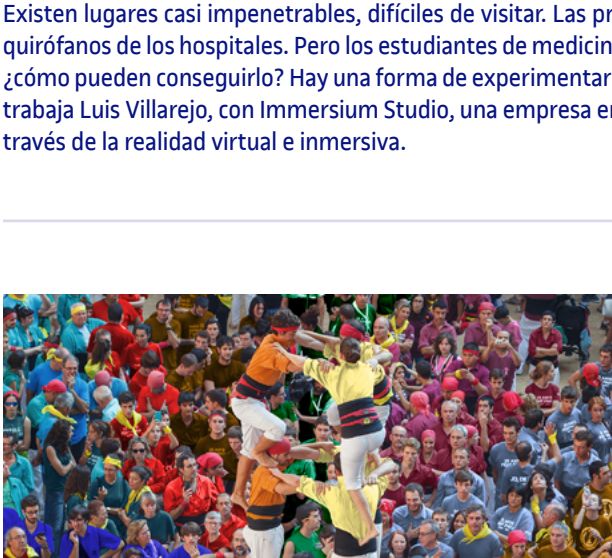 Existen lugares casi impenetrables, difíciles de visitar. Las pr
quirófanos de los hospitales. Pero los estudiantes de medicin
¿cómo pueden conseguirlo? Hay una forma de experimentar
trabaja Luis Villarejo, con Immersium Studio, una empresa e
través de la realidad virtual e inmersiva.